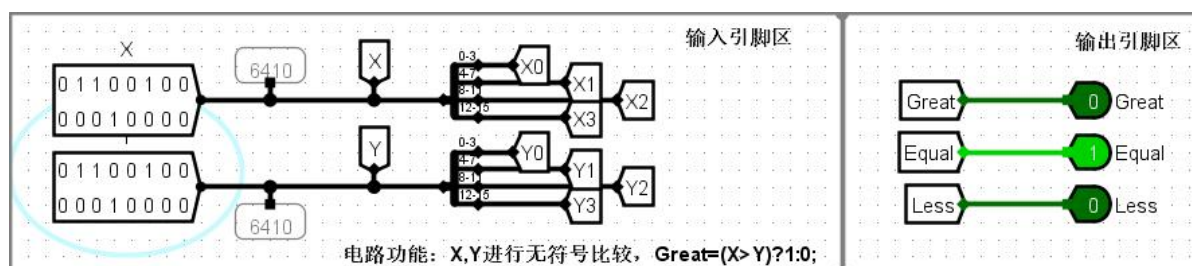 输入引脚区
X
0 1 1 0 0 1 0 0
0 0 0 1 0 0 0 0
6410
X
0-3
4-7
8-1
12-15
X0
X1
X2
X3
0 1 1 0 0 1 0 0
0 0 0 1 0 0 0 0
6410
Y
0-3
4-7
8-1
12-15
Y0
Y1
Y2
Y3
电路功能：X,Y进行无符号比较，Great=(X>Y)?1:0;
输出引脚区
Great 0 Great
Equal 1 Equal
Less 0 Less